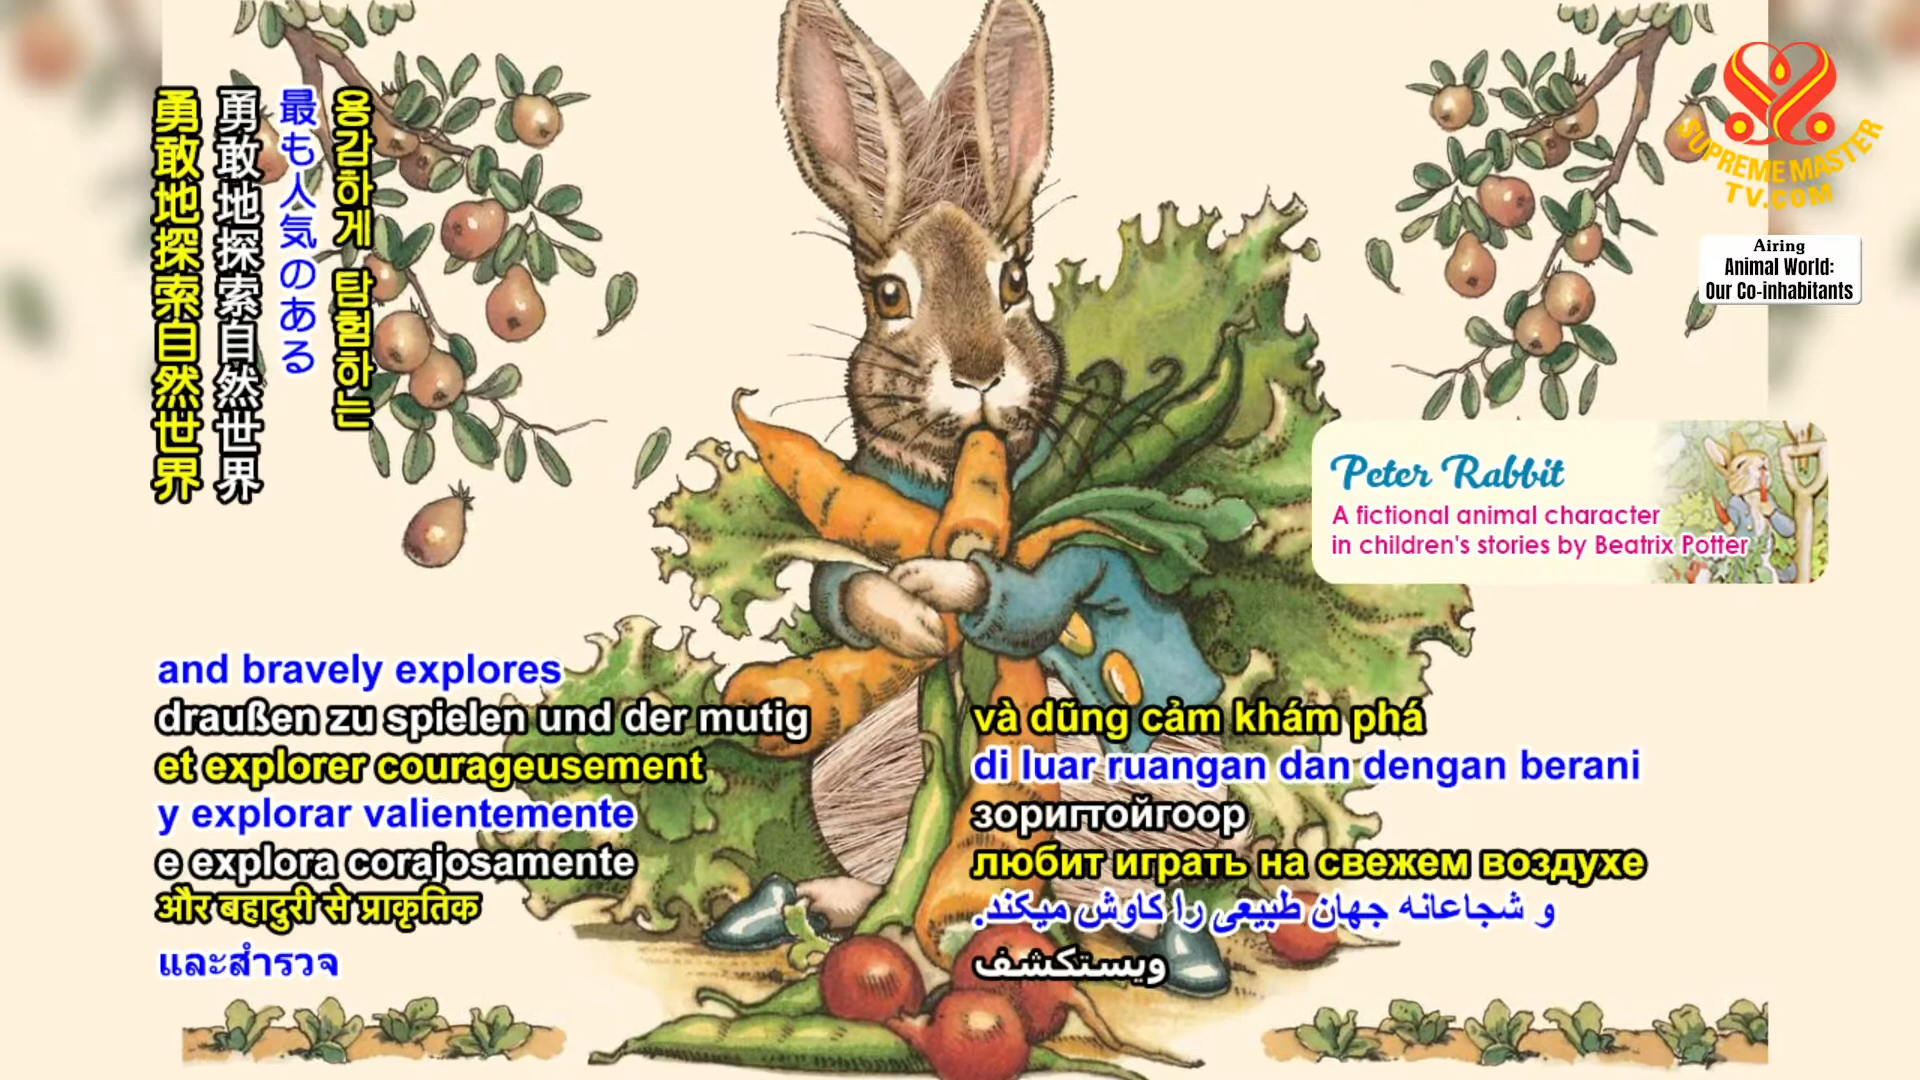 勇敢地探索自然世界
勇敢地探索自然世界
最も人気のある
용감하게 탐험하는
SUPREME MASTER
TV.COM
Airing
Animal World:
Our Co-inhabitants
Peter Rabbit
A fictional animal character
in children's stories by Beatrix Potter
and bravely explores
draußen zu spielen und der mutig
et explorer courageusement
y explorar valientemente
e explora corajosamente
और बहादुरी से प्राकृतिक
และสำรวจ
và dũng cảm khám phá
di luar ruangan dan dengan berani
зоригтойгоор
любит играть на свежем воздухе
و شجاعانه جهان طبیعی را کاوش میکند.
ويستكشف